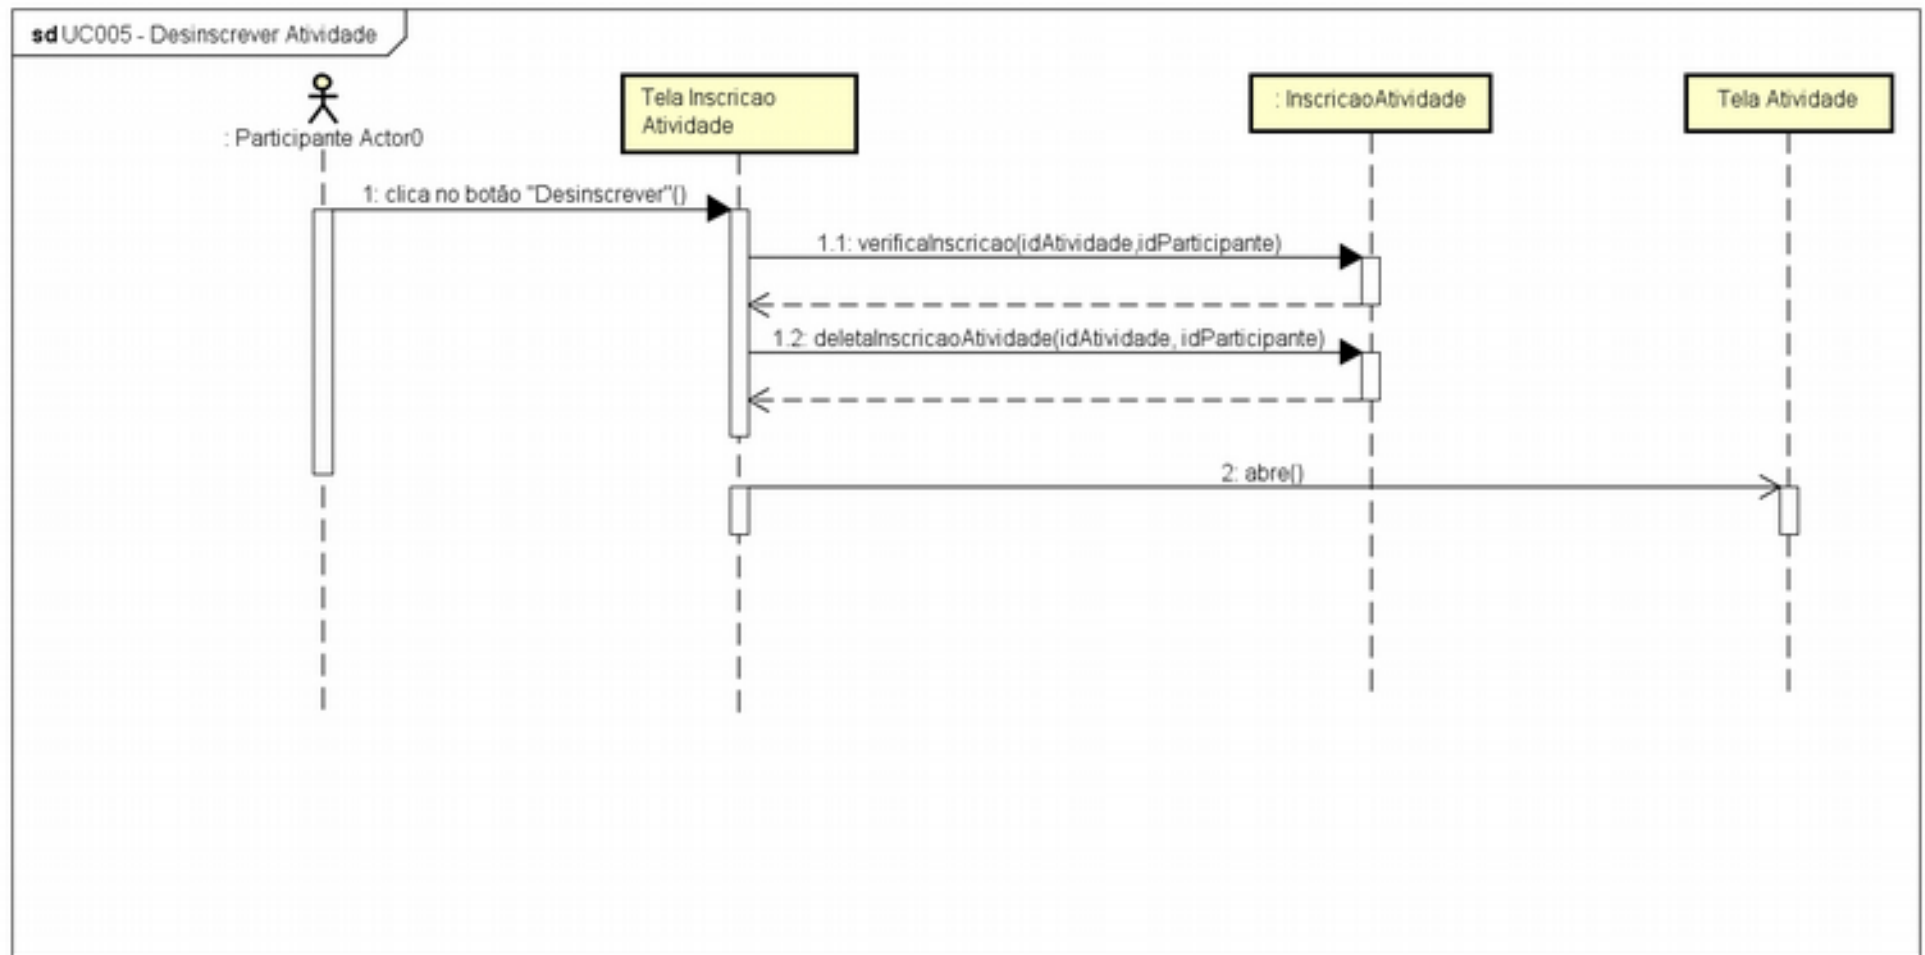 sd UC005 - Desinscrever Atividade
: Participante Actor0
Tela Inscricao
Atividade
: InscricaoAtividade
Tela Atividade
1: clica no botão "Desinscrever"()
1.1: verificaInscricao(idAtividade,idParticipante)
1.2: deletaInscricaoAtividade(idAtividade, idParticipante)
2: abre()